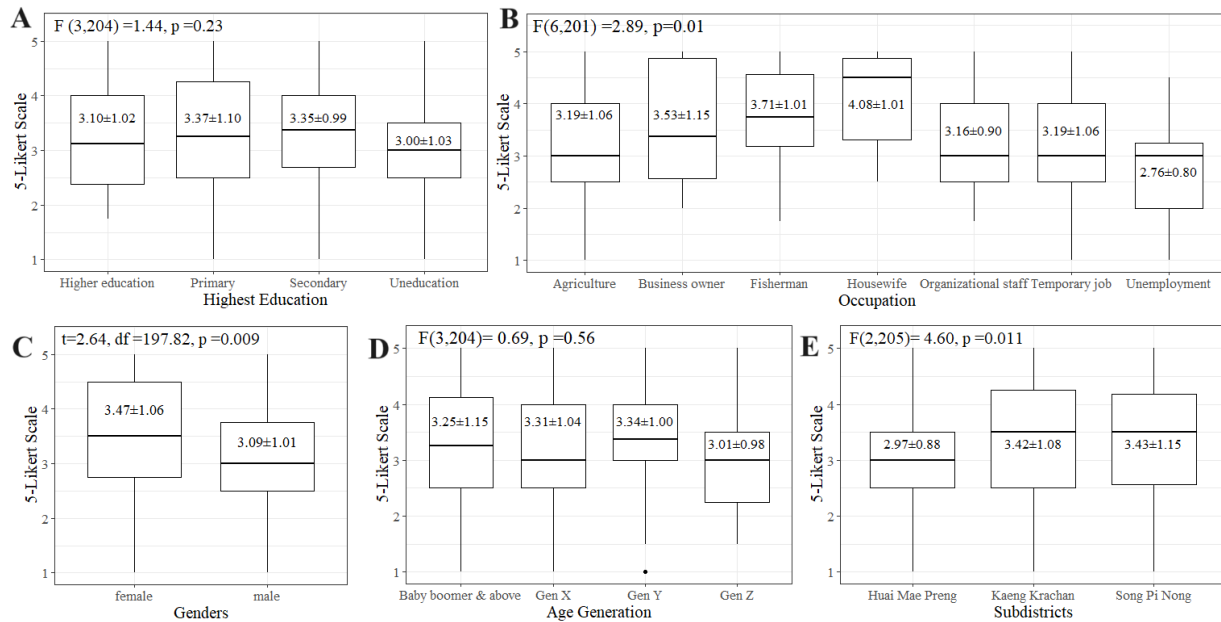 A
F (3,204) =1.44, p =0.23
5-Likert Scale
5
4
3
2
1
3.10±1.02
3.37±1.10
3.35±0.99
3.00±1.03
Higher education Primary Secondary Uneducation
Highest Education
B
F(6,201) =2.89, p=0.01
5-Likert Scale
5
4
3
2
1
3.19±1.06
3.53±1.15
3.71±1.01
4.08±1.01
3.16±0.90
3.19±1.06
2.76±0.80
Agriculture Business owner Fisherman Housewife Organizational staff Temporary job Unemployment
Occupation
C
t=2.64, df =197.82, p =0.009
5-Likert Scale
5
4
3
2
1
3.47±1.06
3.09±1.01
female male
Genders
D
F(3,204)= 0.69, p =0.56
5-Likert Scale
5
4
3
2
1
3.25±1.15
3.31±1.04
3.34±1.00
3.01±0.98
Baby boomer & above Gen X Gen Y Gen Z
Age Generation
E
F(2,205)= 4.60, p =0.011
5-Likert Scale
5
4
3
2
1
2.97±0.88
3.42±1.08
3.43±1.15
Huai Mae Preng Kaeng Krachan Song Pi Nong
Subdistricts